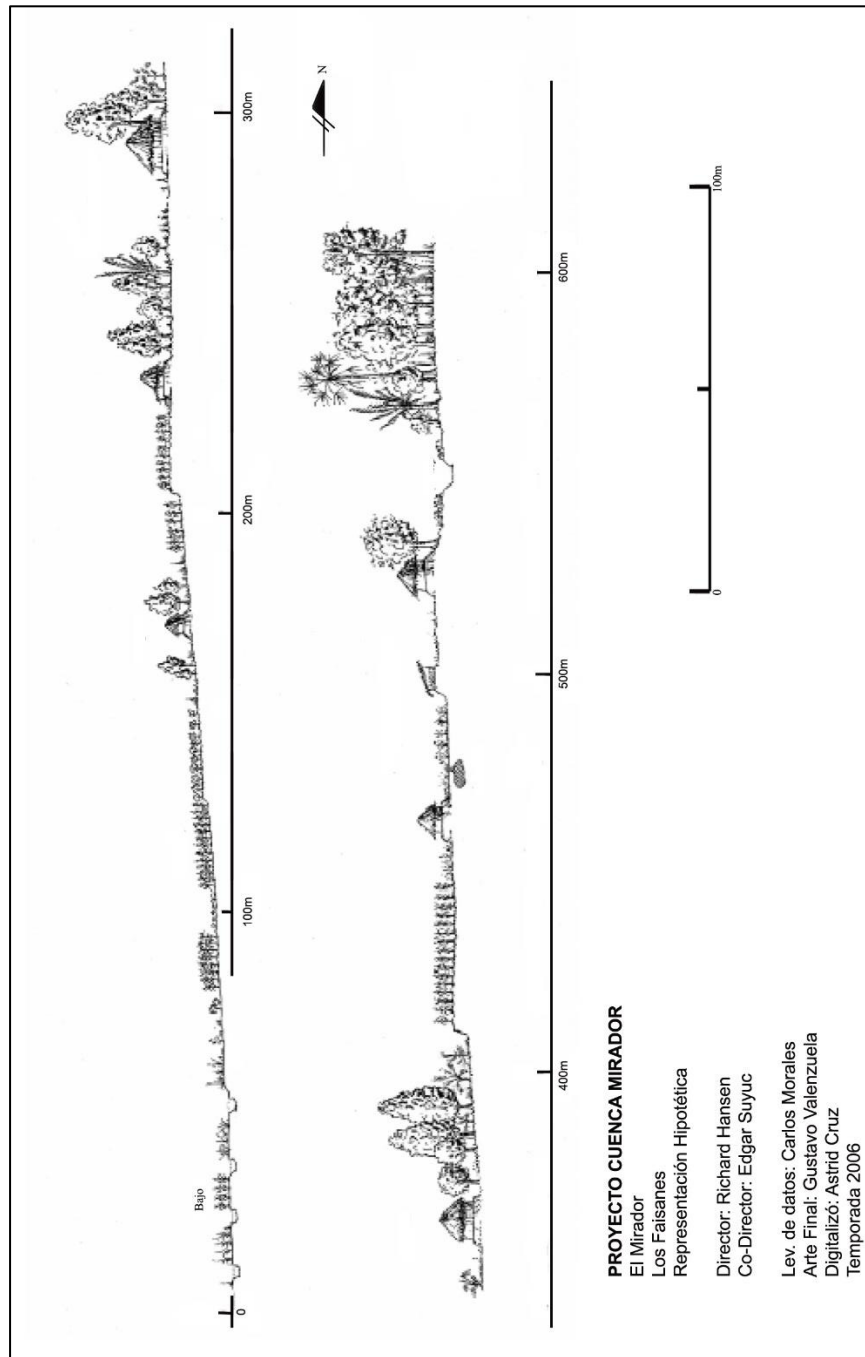 Bajo
0
100m
200m
300m
N
400m
500m
600m
0
100m
PROYECTO CUENCA MIRADOR
El Mirador
Los Faisanes
Representación Hipotética
Director: Richard Hansen
Co-Director: Edgar Suyuc
Lev. de datos: Carlos Morales
Arte Final: Gustavo Valenzuela
Digitalizó: Astrid Cruz
Temporada 2006